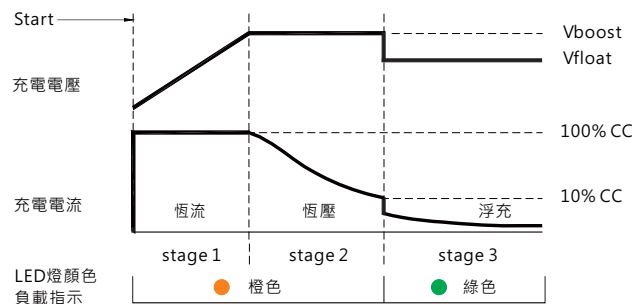 Start
Vboost
Vfloat
充電電壓
100% CC
10% CC
充電電流
恆流
恆壓
浮充
stage 1
stage 2
stage 3
LED燈顏色
負載指示
橙色
綠色